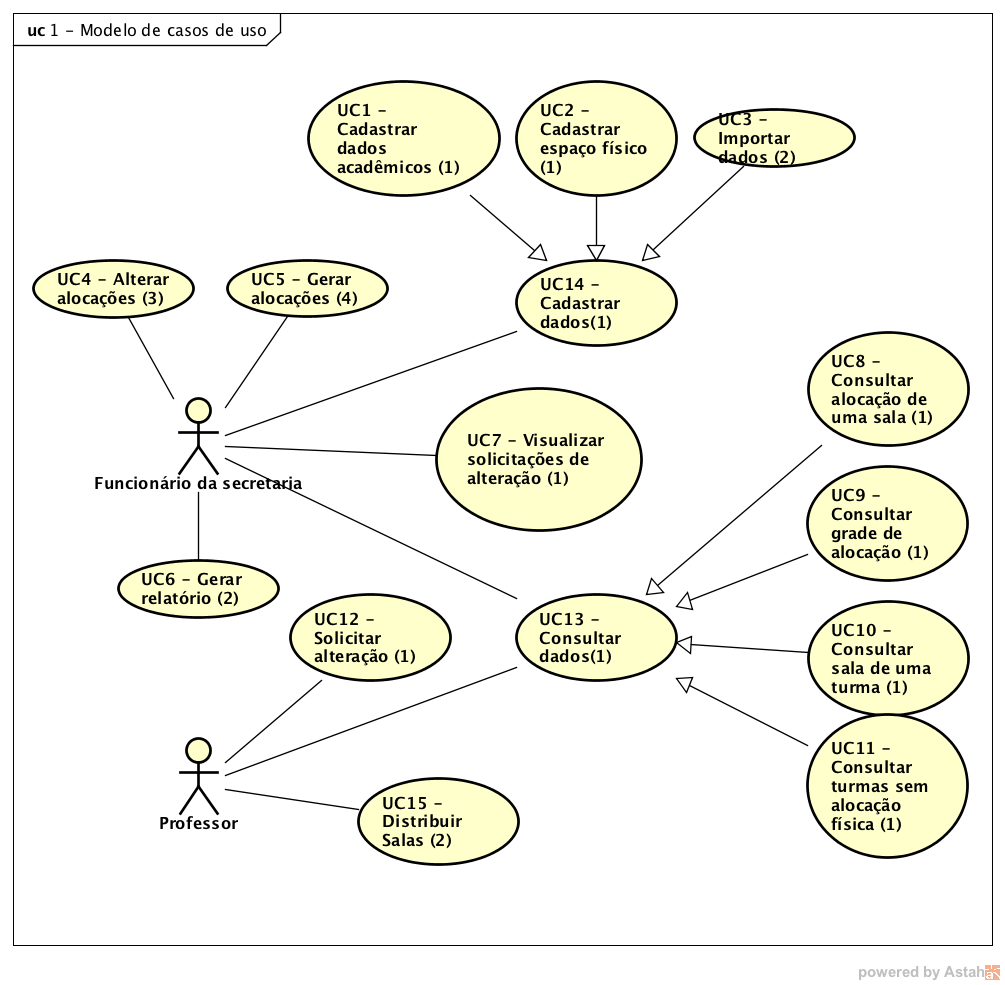 uc 1 - Modelo de casos de uso
UC1 -
Cadastrar
dados
acadêmicos (1)
UC2 -
Cadastrar
espaço físico
(1)
UC3 -
Importar
dados (2)
UC4 - Alterar
alocações (3)
UC5 - Gerar
alocações (4)
UC14 -
Cadastrar
dados(1)
UC8 -
Consultar
alocação de
uma sala (1)
UC7 - Visualizar
solicitações de
alteração (1)
Funcionário da secretaria
UC9 -
Consultar
grade de
alocação (1)
UC6 - Gerar
relatório (2)
UC12 -
Solicitar
alteração (1)
UC13 -
Consultar
dados(1)
UC10 -
Consultar
sala de uma
turma (1)
UC11 -
Consultar
turmas sem
alocação
física (1)
Professor
UC15 -
Distribuir
Salas (2)
powered by Astah